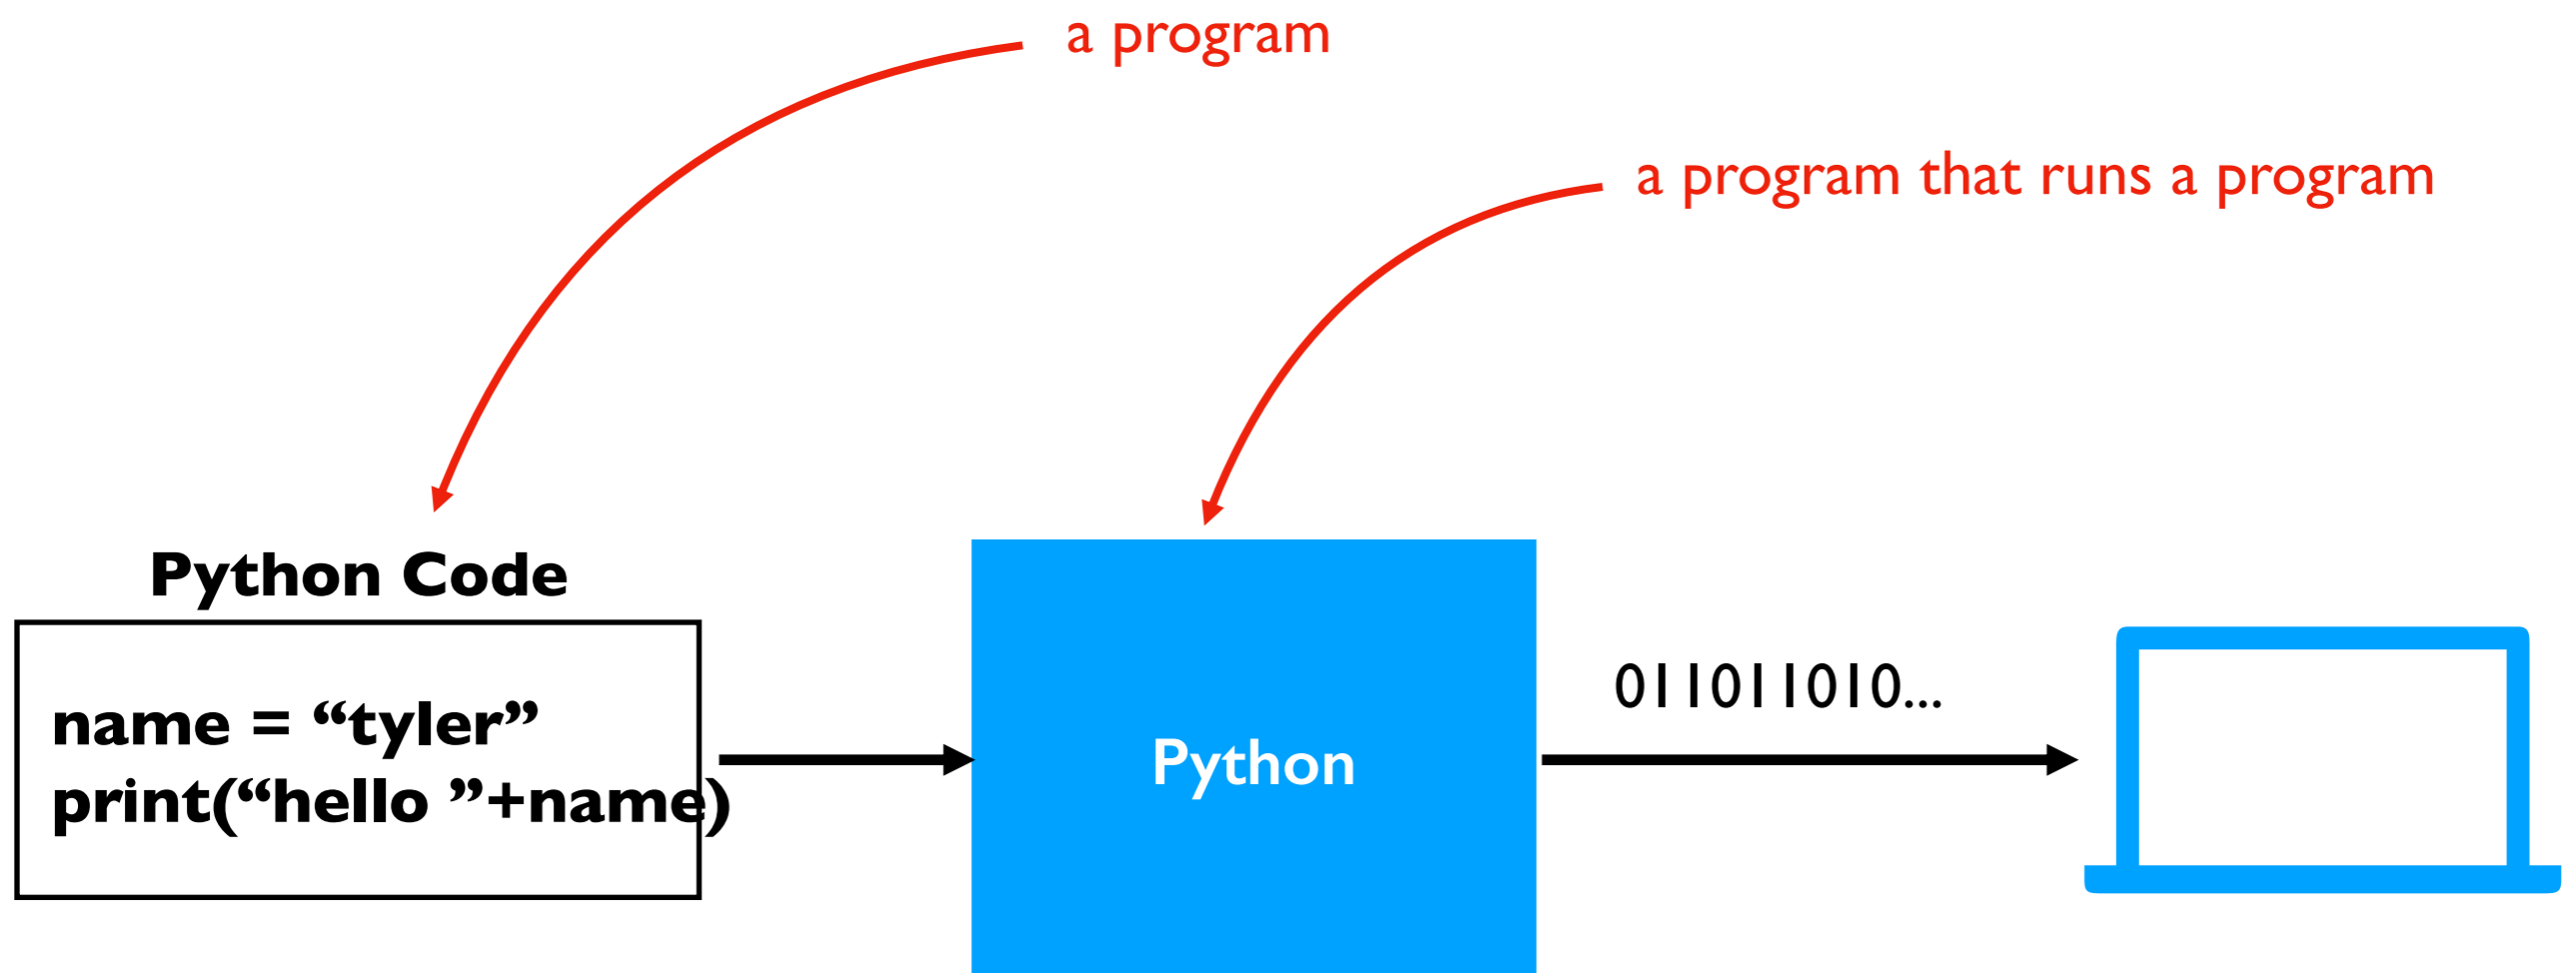 a program
a program that runs a program
Python Code
name = “tyler”
print(“hello ”+name)
Python
011011010...